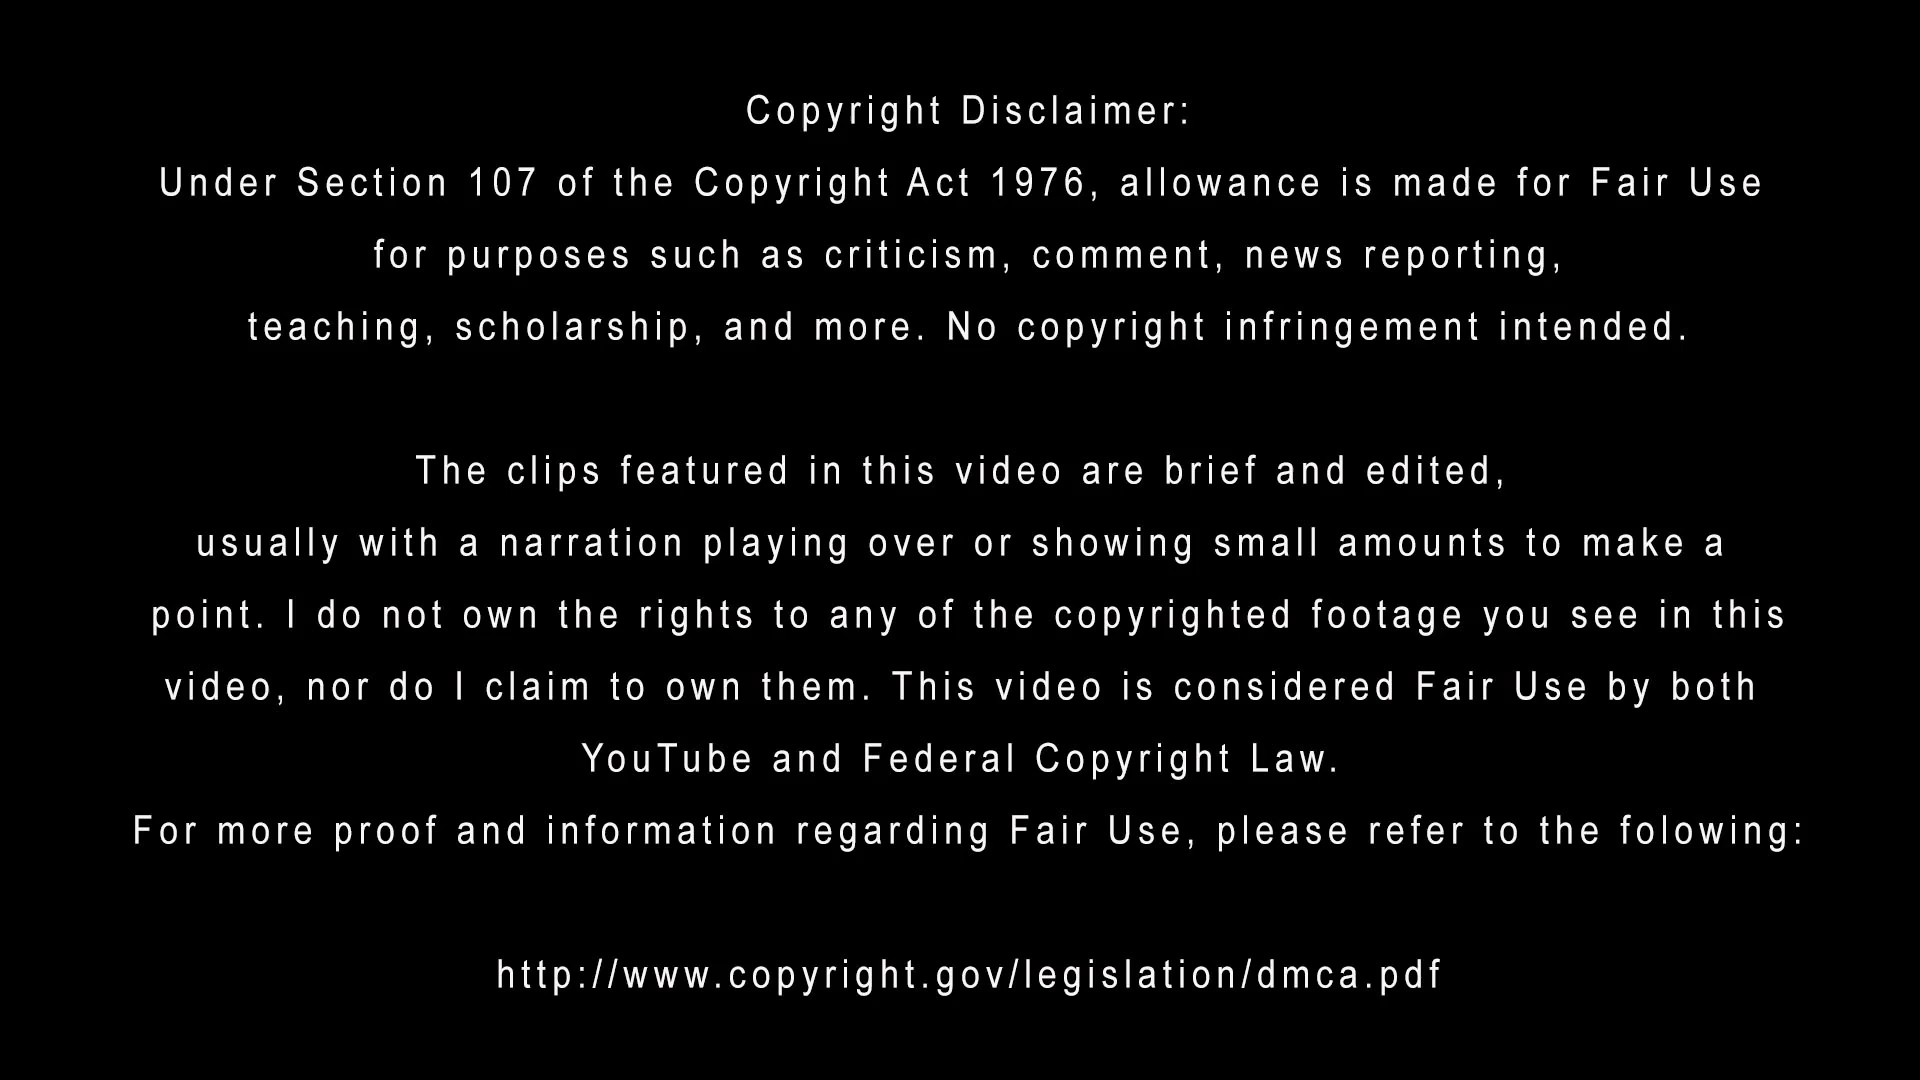 Copyright Disclaimer:
Under Section 107 of the Copyright Act 1976, allowance is made for Fair Use
for purposes such as criticism, comment, news reporting,
teaching, scholarship, and more. No copyright infringement intended.
The clips featured in this video are brief and edited,
usually with a narration playing over or showing small amounts to make a
point. I do not own the rights to any of the copyrighted footage you see in this
video, nor do I claim to own them. This video is considered Fair Use by both
YouTube and Federal Copyright Law.
For more proof and information regarding Fair Use, please refer to the folowing:
http://www.copyright.gov/legislation/dmca.pdf